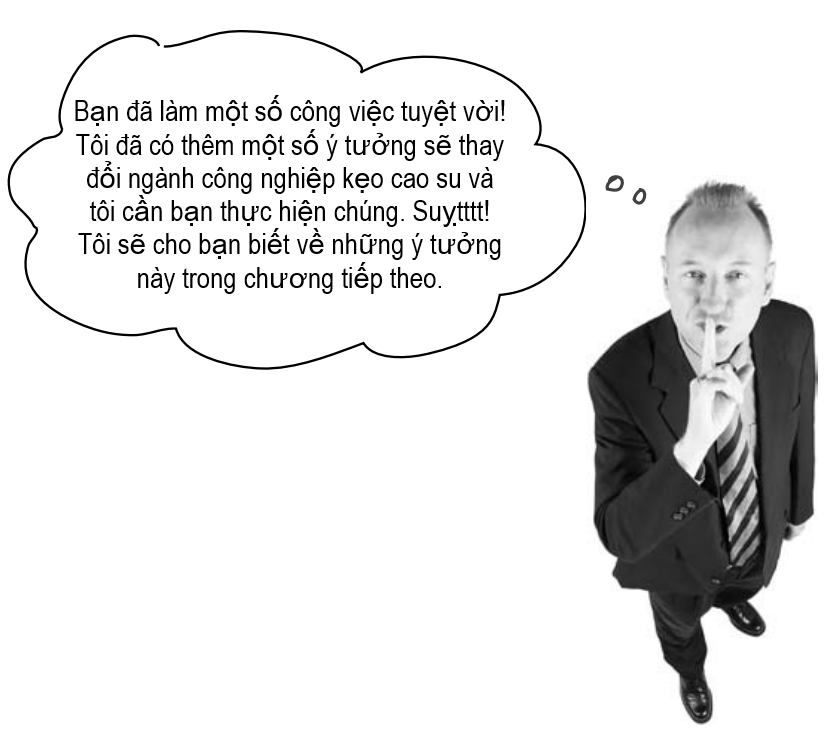 Bạn đã làm một số công việc tuyệt vời!
Tôi đã có thêm một số ý tưởng sẽ thay
đổi ngành công nghiệp kẹo cao su và
tôi cần bạn thực hiện chúng. Suỵtttt!
Tôi sẽ cho bạn biết về những ý tưởng
này trong chương tiếp theo.